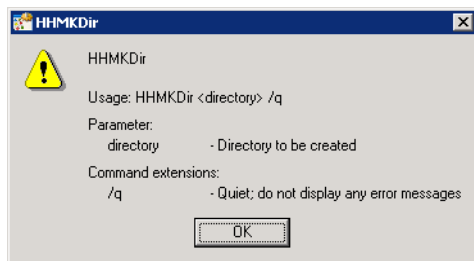 HHMKDir
HHMKDir
Usage: HHMKDir <directory> /q
Parameter:
directory - Directory to be created
Command extensions:
/q - Quiet; do not display any error messages
OK